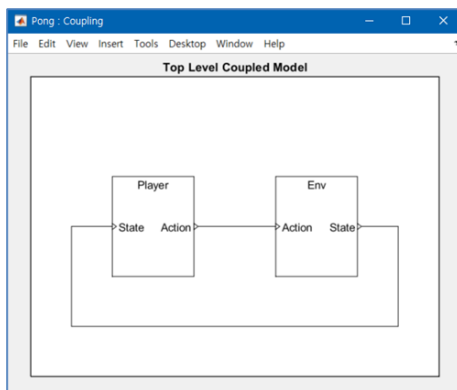 Pong : Coupling
File Edit View Insert Tools Desktop Window Help
Top Level Coupled Model
Player
State Action
Env
Action State